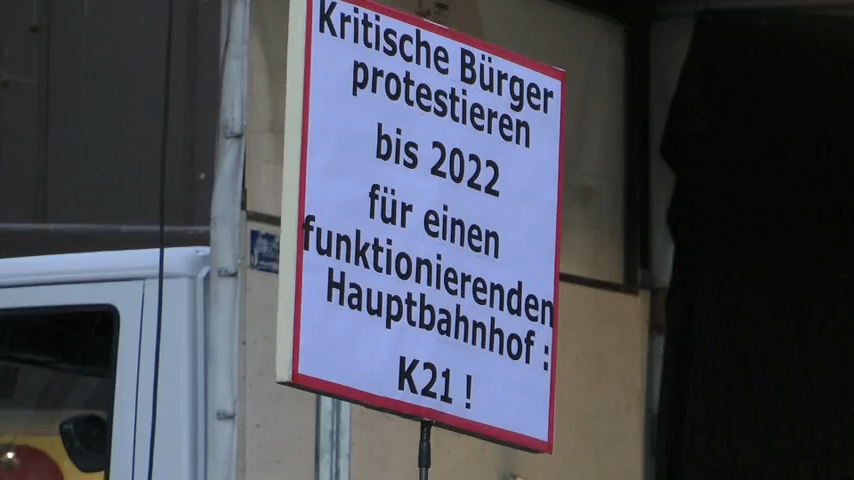 Kritische Bürger
protestieren
bis 2022
für einen
funktionierenden
Hauptbahnhof :
K21 !